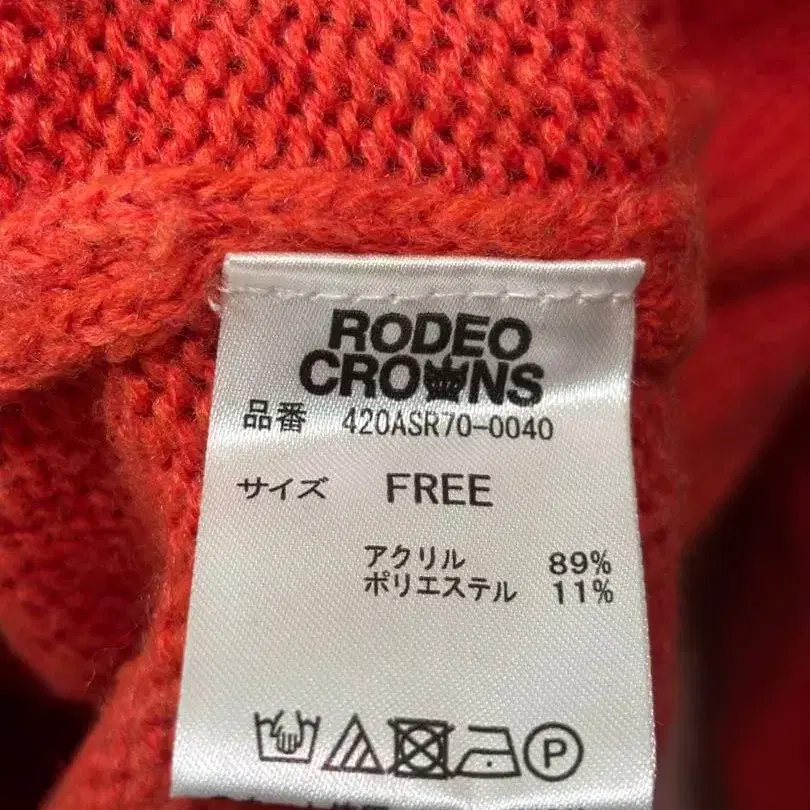 RODEO
CROWNS
品番 420ASR70-0040
サイズ FREE
アクリル 89%
ポリエステル 11%
P